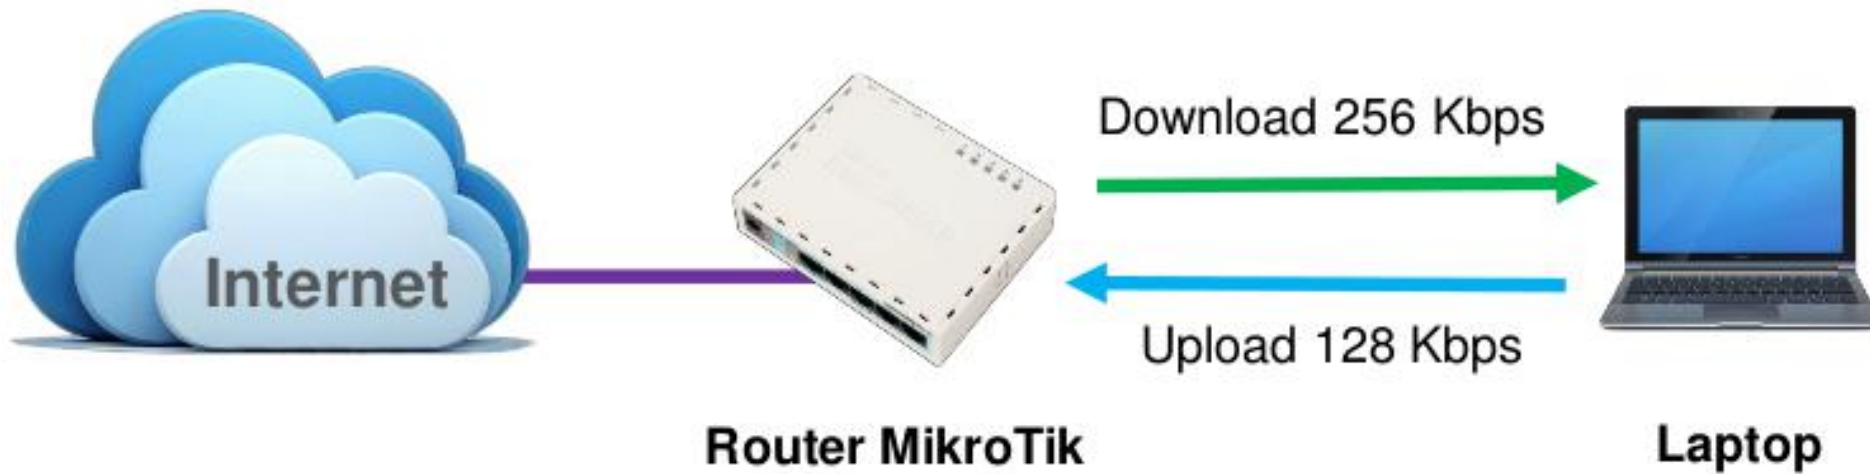 Internet
Download 256 Kbps
Upload 128 Kbps
Router MikroTik
Laptop